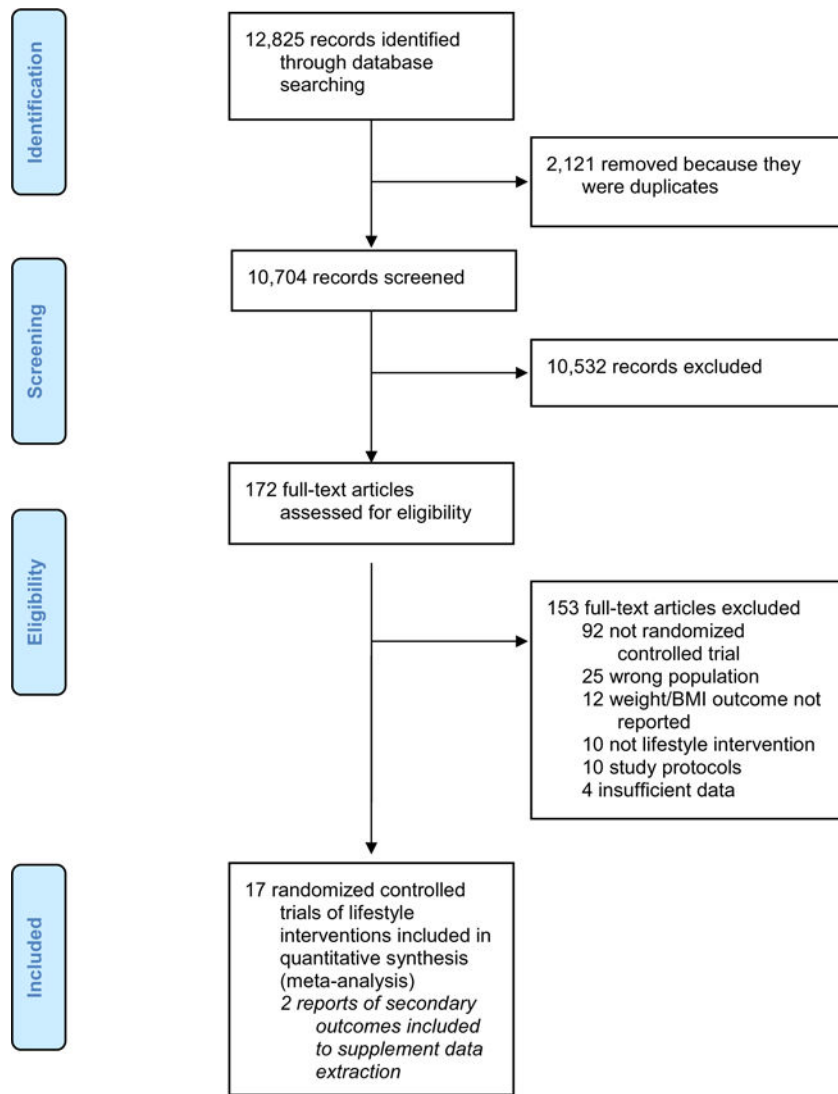 Identification
12,825 records identified
through database
searching
2,121 removed because they
were duplicates
Screening
10,704 records screened
10,532 records excluded
Eligibility
172 full-text articles
assessed for eligibility
153 full-text articles excluded
92 not randomized
controlled trial
25 wrong population
12 weight/BMI outcome not
reported
10 not lifestyle intervention
10 study protocols
4 insufficient data
Included
17 randomized controlled
trials of lifestyle
interventions included in
quantitative synthesis
(meta-analysis)
2 reports of secondary
outcomes included
to supplement data
extraction